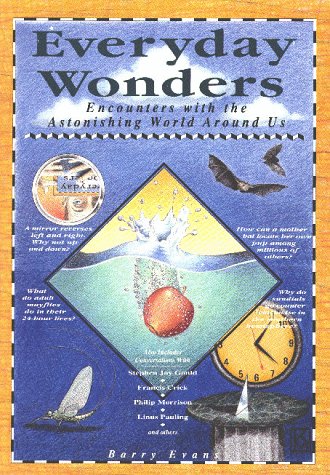 Everyday
Wonders
Encounters with the
Astonishing World Around Us
A mirror reverses
left and right.
Why not up
and down?
How can a mother
bat locate her own
pup among
millions of
others?
What
do adult
mayflies
do in their
24-hour lives?
Why do
sundials
Also Includes
Conversations With
Stephen Jay Gould
Francis Crick
Philip Morrison
Linus Pauling
and others
Barry Evans